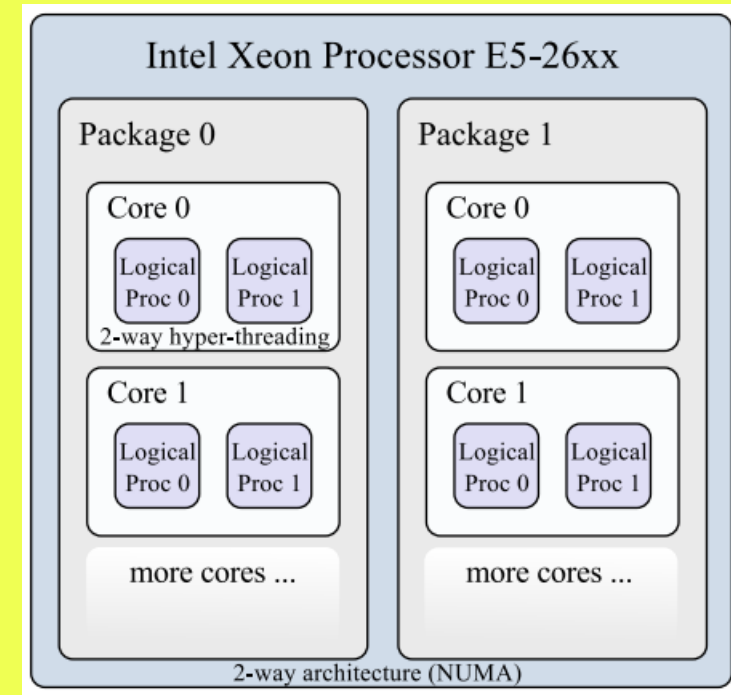 Intel Xeon Processor E5-26xx
Package 0
Core 0
Logical
Proc 0
Logical
Proc 1
2-way hyper-threading
Core 1
Logical
Proc 0
Logical
Proc 1
more cores ...
Package 1
Core 0
Logical
Proc 0
Logical
Proc 1
Core 1
Logical
Proc 0
Logical
Proc 1
more cores ...
2-way architecture (NUMA)